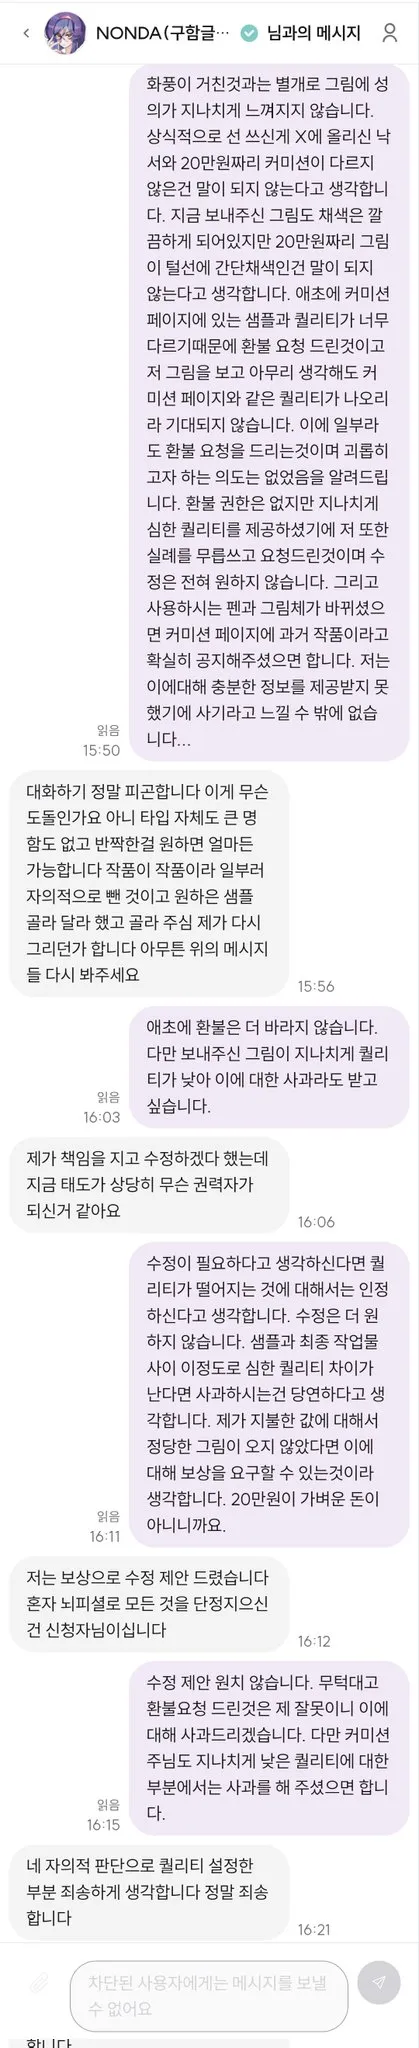 NONDA(구함글… 님과의 메시지
화풍이 거친것과는 별개로 그림에 성
의가 지나치게 느껴지지 않습니다.
상식적으로 선 쓰신게 X에 올리신 낙
서와 20만원짜리 커미션이 다르지
않은건 말이 되지 않는다고 생각합니
다. 지금 보내주신 그림도 채색은 깔
끔하게 되어있지만 20만원짜리 그림
이 털선에 간단채색인건 말이 되지
않는다고 생각합니다. 애초에 커미션
페이지에 있는 샘플과 퀄리티가 너무
다르기때문에 환불 요청 드린것이고
저 그림을 보고 아무리 생각해도 커
미션 페이지와 같은 퀄리티가 나오리
라 기대되지 않습니다. 이에 일부라
도 환불 요청을 드리는것이며 괴롭히
고자 하는 의도는 없었음을 알려드립
니다. 환불 권한은 없지만 지나치게
심한 퀄리티를 제공하셨기에 저 또한
실례를 무릅쓰고 요청드린것이며 수
정은 전혀 원하지 않습니다. 그리고
사용하시는 펜과 그림체가 바뀌셨으
면 커미션 페이지에 과거 작품이라고
확실히 공지해주셨으면 합니다. 저는
이에대해 충분한 정보를 제공받지 못
했기에 사기라고 느낄 수 밖에 없습
니다...
읽음
15:50
대화하기 정말 피곤합니다 이게 무슨
도돌인가요 아니 타입 자체도 큰 명
함도 없고 반짝한걸 원하면 얼마든
가능합니다 작품이 작품이라 일부러
자의적으로 뺀 것이고 원하은 샘플
골라 달라 했고 골라 주심 제가 다시
그리던가 합니다 아무튼 위의 메시지
들 다시 봐주세요
15:56
애초에 환불은 더 바라지 않습니다.
다만 보내주신 그림이 지나치게 퀄리
티가 낮아 이에 대한 사과라도 받고
싶습니다.
읽음
16:03
제가 책임을 지고 수정하겠다 했는데
지금 태도가 상당히 무슨 권력자가
되신거 같아요
16:06
수정이 필요하다고 생각하신다면 퀄
리티가 떨어지는 것에 대해서는 인정
하신다고 생각합니다. 수정은 더 원
하지 않습니다. 샘플과 최종 작업물
사이 이정도로 심한 퀄리티 차이가
난다면 사과하시는건 당연하다고 생
각합니다. 제가 지불한 값에 대해서
정당한 그림이 오지 않았다면 이에
대해 보상을 요구할 수 있는것이라
생각합니다. 20만원이 가벼운 돈이
아니니까요.
읽음
16:11
저는 보상으로 수정 제안 드렸습니다
혼자 뇌피셜로 모든 것을 단정지으신
건 신청자님이십니다
16:12
수정 제안 원치 않습니다. 무턱대고
환불요청 드린것은 제 잘못이니 이에
대해 사과드리겠습니다. 다만 커미션
주님도 지나치게 낮은 퀄리티에 대한
부분에서는 사과를 해 주셨으면 합니
다.
읽음
16:15
네 자의적 판단으로 퀄리티 설정한
부분 죄송하게 생각합니다 정말 죄송
합니다
16:21
차단된 사용자에게는 메시지를 보낼
수 없어요
합니다